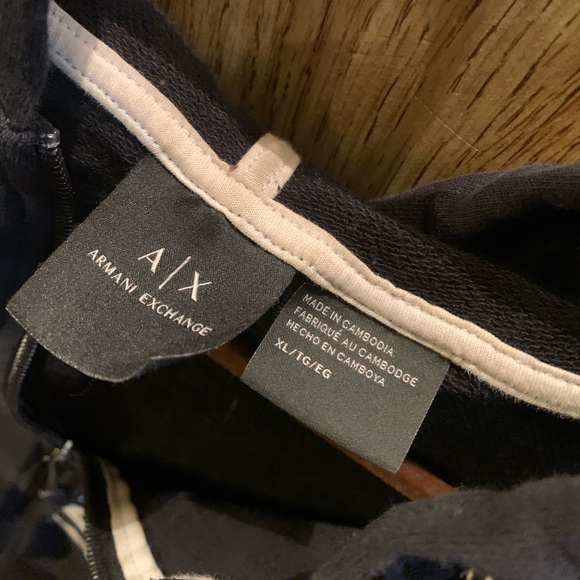 A|X
ARMANI EXCHANGE
MADE IN CAMBODIA
FABRIQUÉ AU CAMBODGE
HECHO EN CAMBOYA
XL/TG/EG